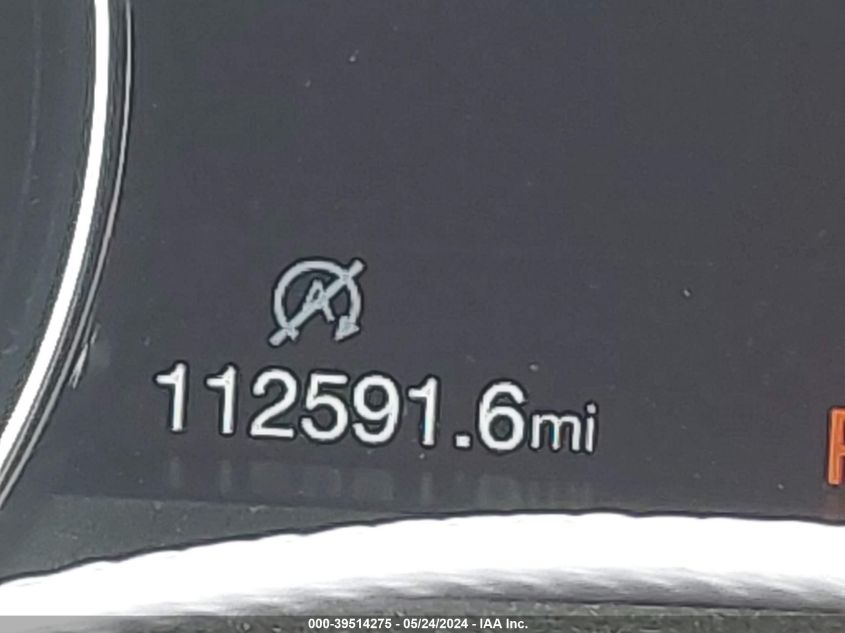 A
112591.6mi
000-39514275 - 05/24/2024 - IAA Inc.